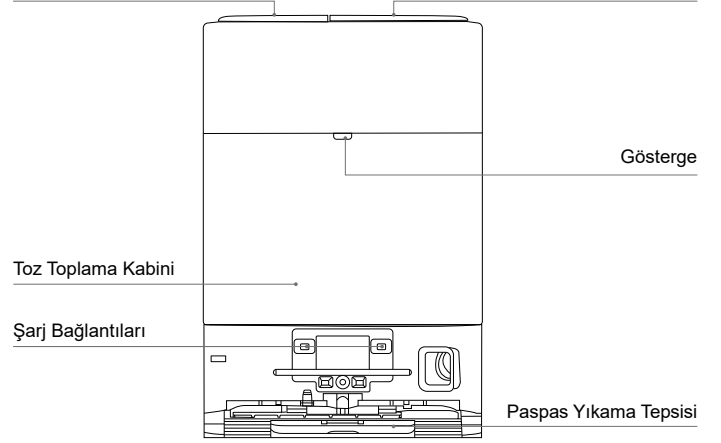 Gösterge
Toz Toplama Kabini
Şarj Bağlantıları
Paspas Yıkama Tepsisi